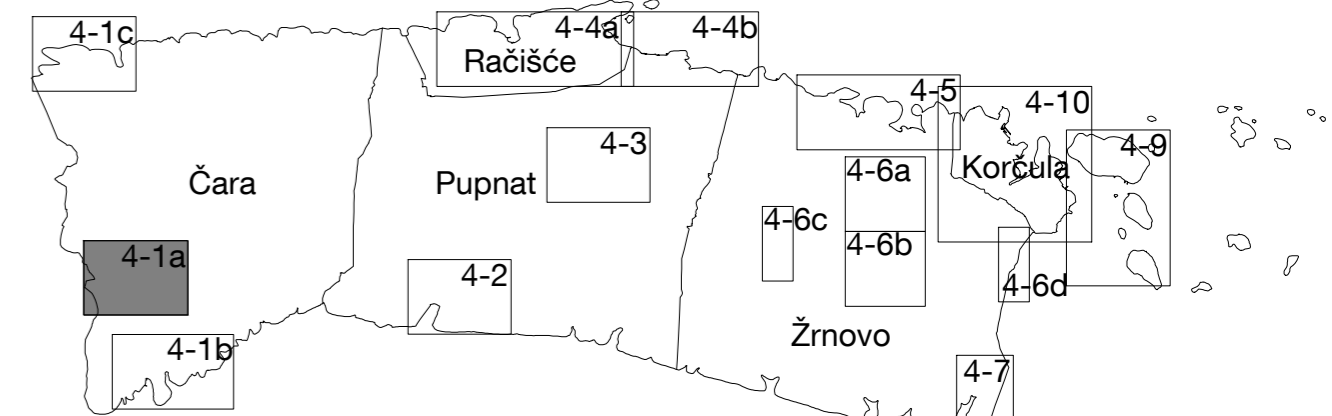 4-1c
4-4a
4-4b
Račišće
4-5
4-10
4-3
4-9
Čara
Pupnat
4-6a
Korčula
4-6c
4-6b
4-1a
4-2
4-6d
Žrnovo
4-1b
4-7